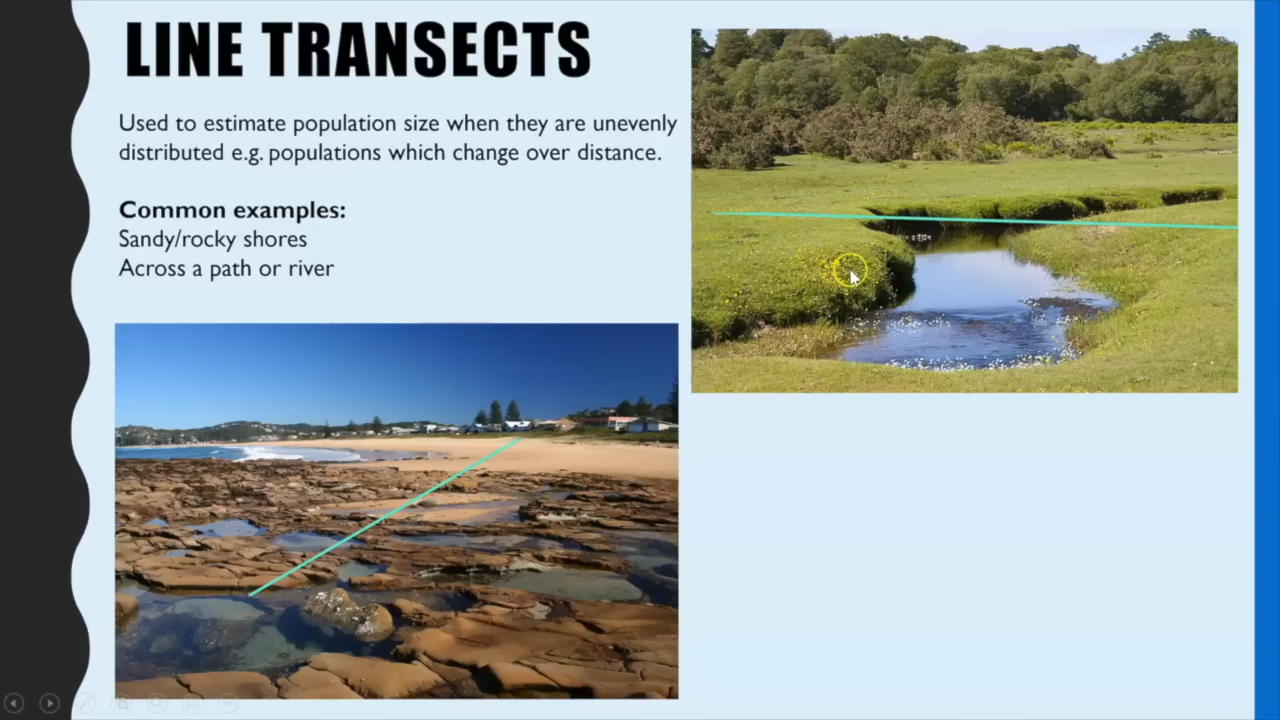 LINE TRANSECTS
Used to estimate population size when they are unevenly
distributed e.g. populations which change over distance.
Common examples:
Sandy/rocky shores
Across a path or river